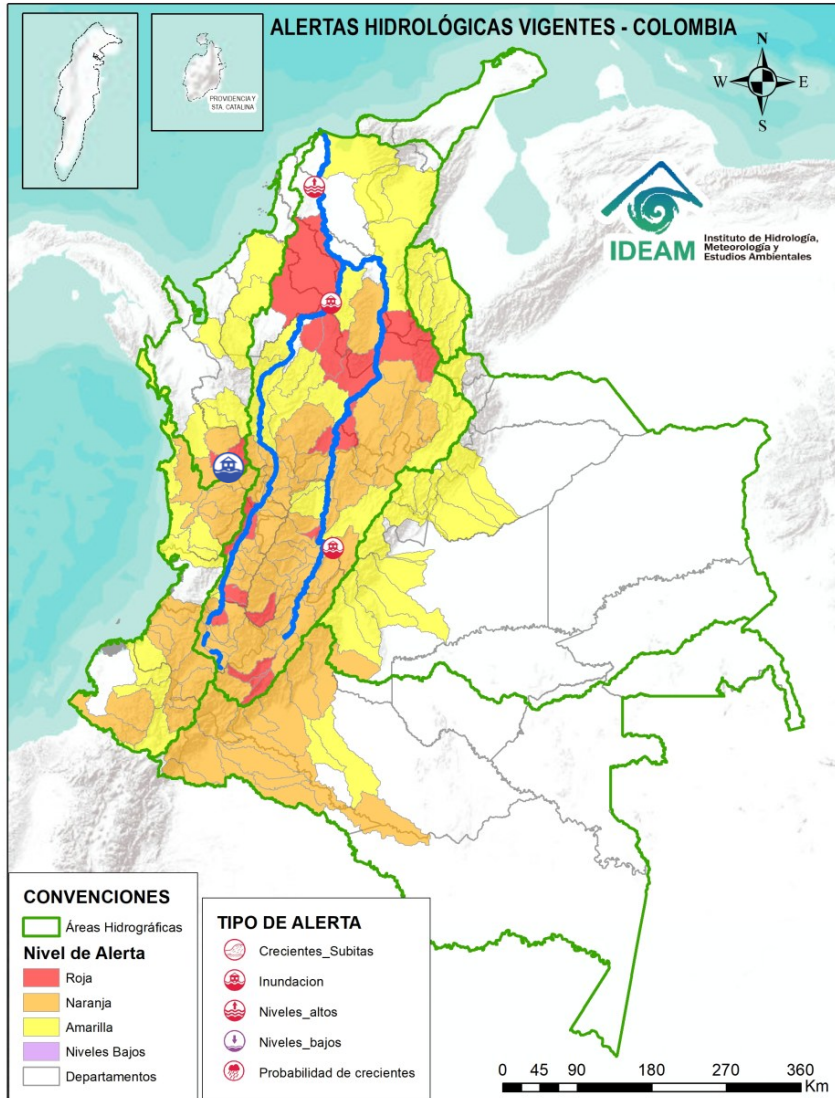 ALERTAS HIDROLÓGICAS VIGENTES - COLOMBIA
PROVIDENCIA Y
STA. CATALINA
N
W
E
S
IDEAM
Instituto de Hidrología,
Meteorología y
Estudios Ambientales
CONVENCIONES
Áreas Hidrográficas
Nivel de Alerta
Roja
Naranja
Amarilla
Niveles Bajos
Departamentos
TIPO DE ALERTA
Crecientes_Subitas
Inundacion
Niveles_altos
Niveles_bajos
Probabilidad de crecientes
0 45 90 180 270 360
Km